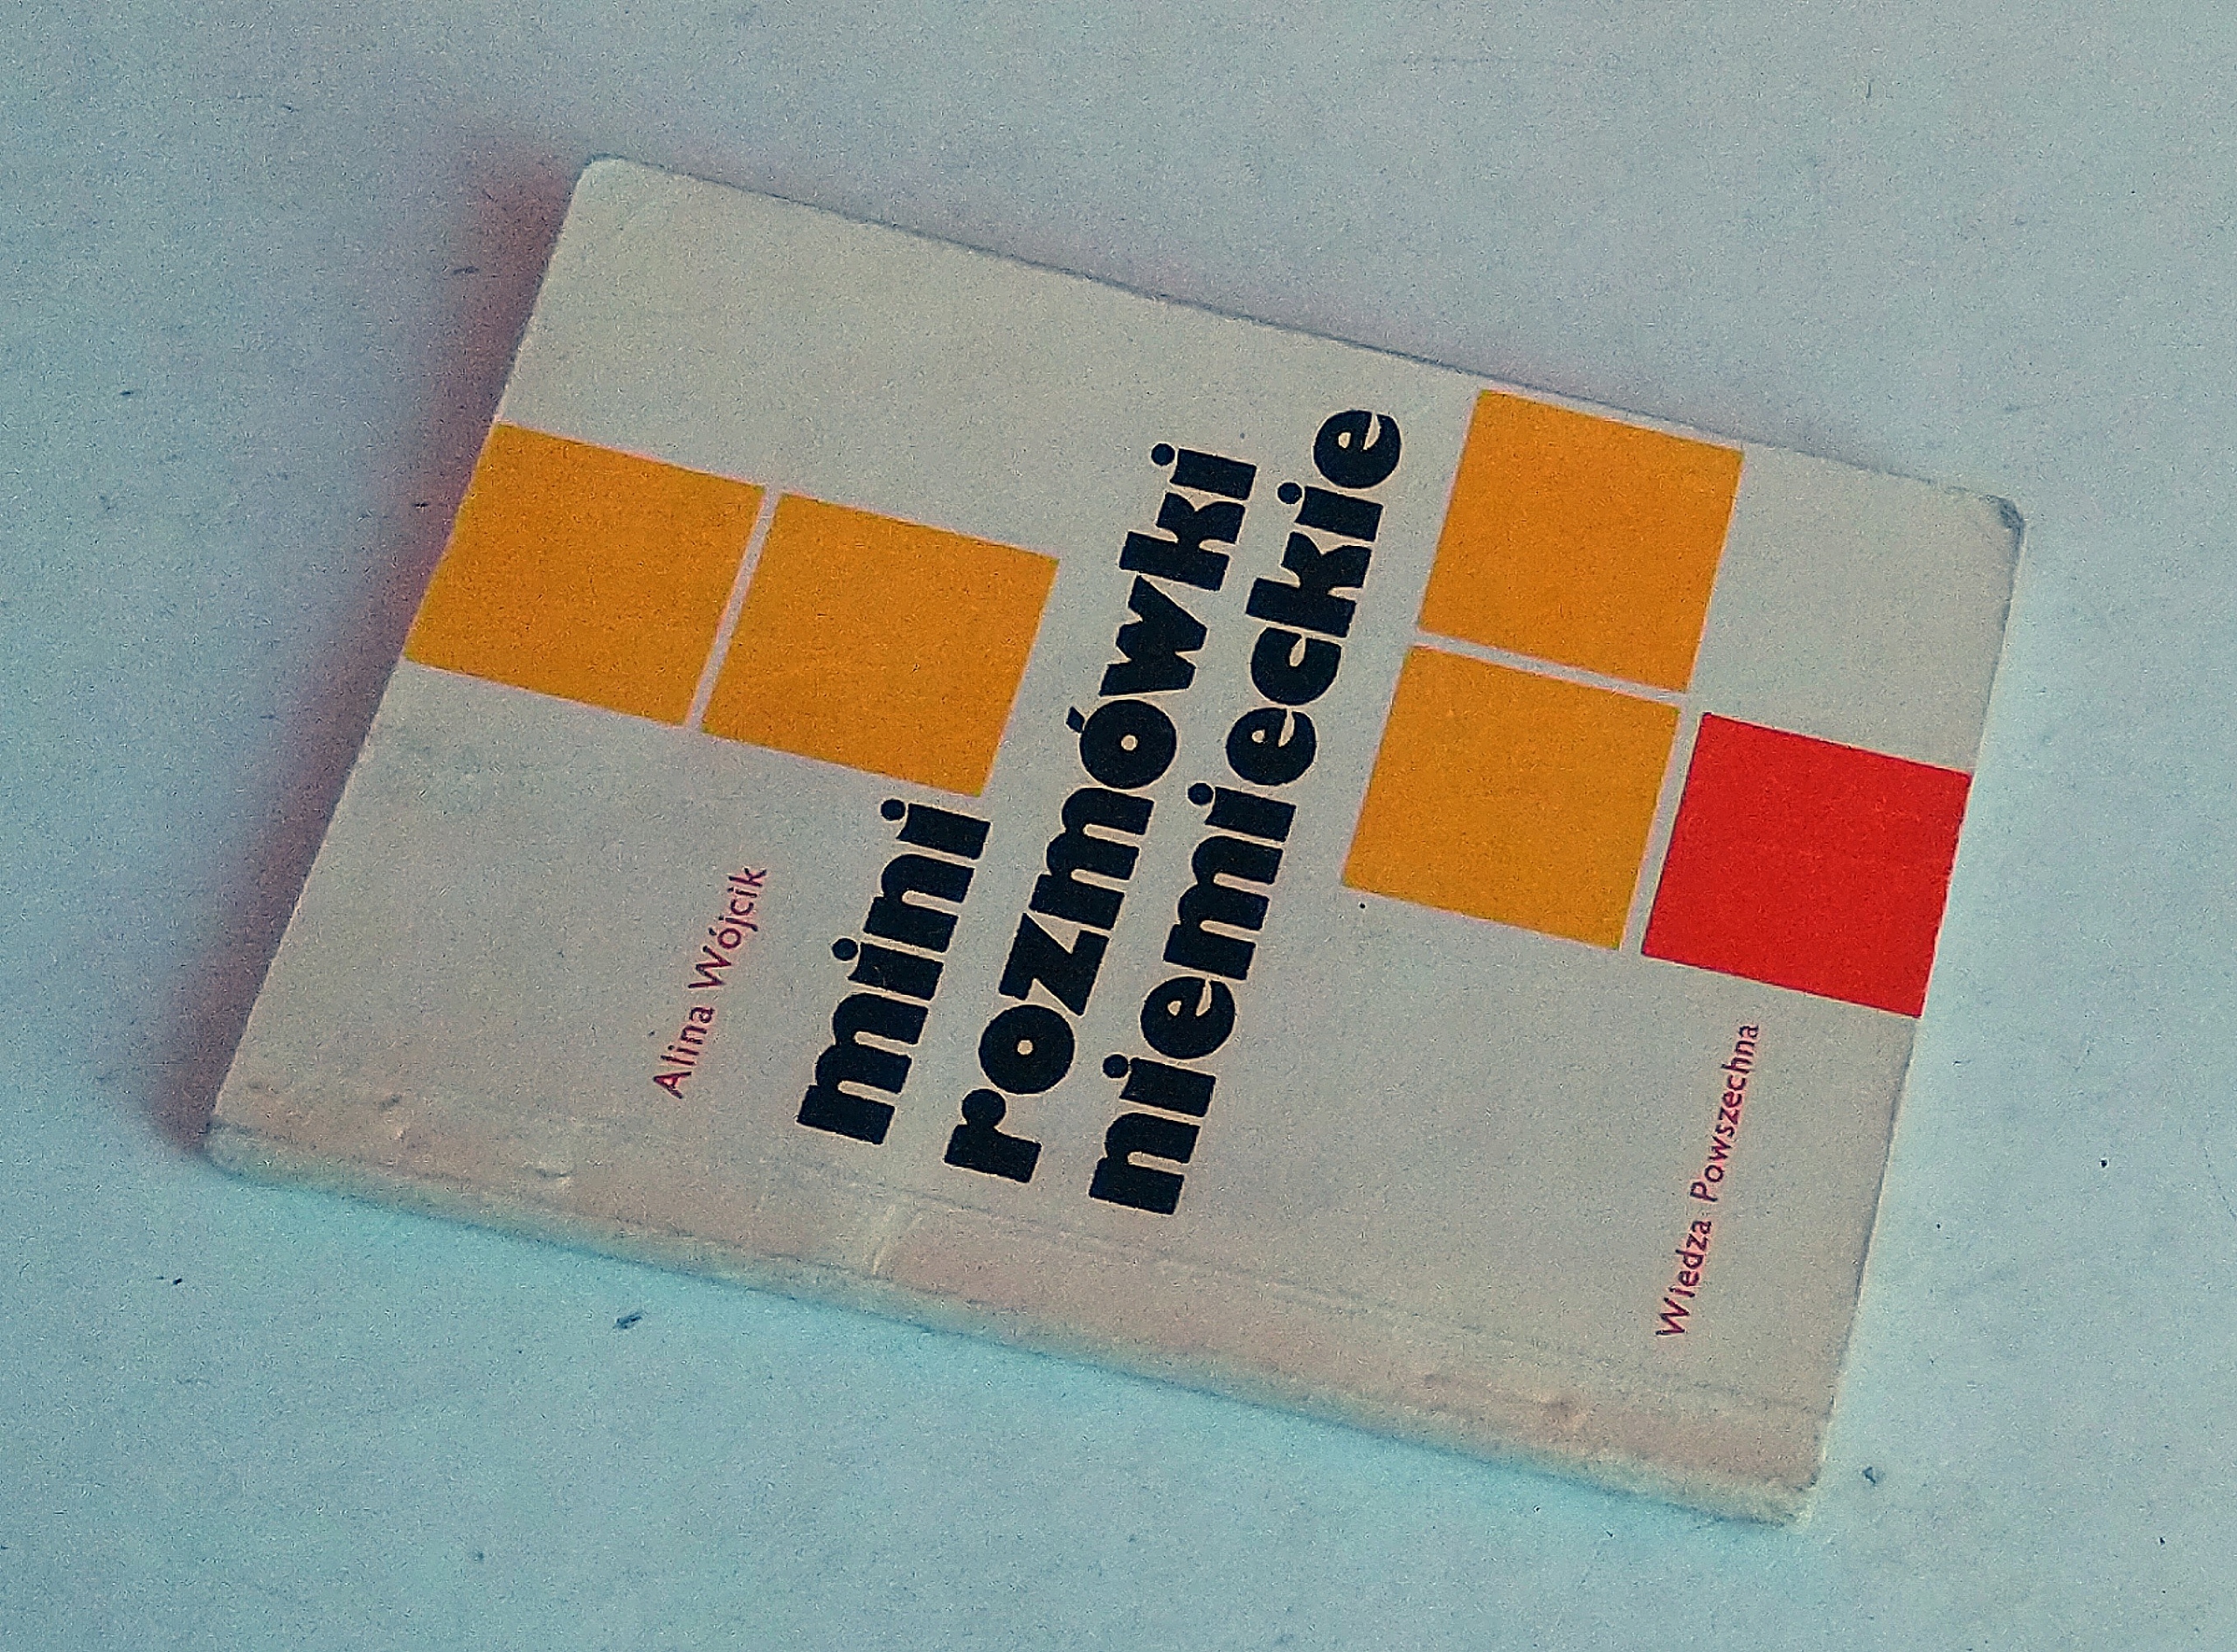 Alina Wójcik
mini
rozmówki
niemieckie
Wiedza Powszechna